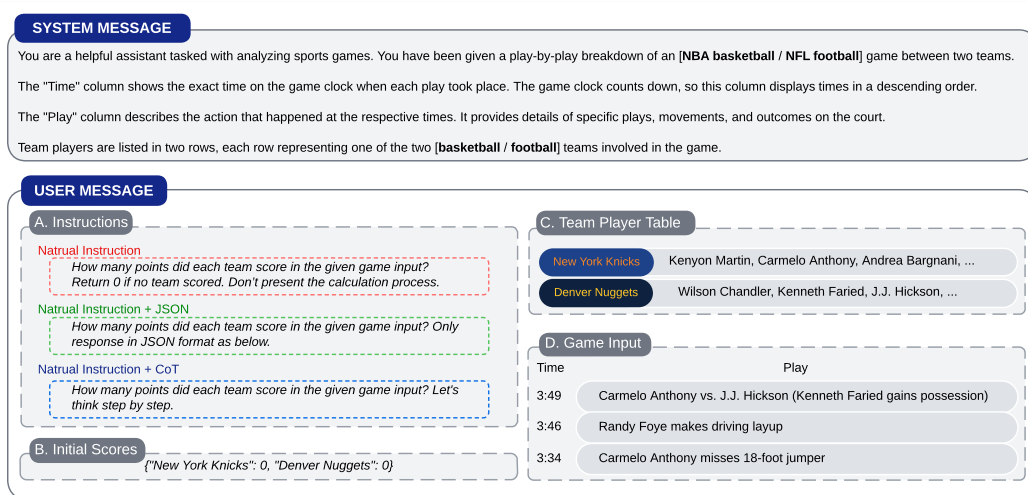 SYSTEM MESSAGE
You are a helpful assistant tasked with analyzing sports games. You have been given a play-by-play breakdown of an [NBA basketball / NFL football] game between two teams.
The "Time" column shows the exact time on the game clock when each play took place. The game clock counts down, so this column displays times in a descending order.
The "Play" column describes the action that happened at the respective times. It provides details of specific plays, movements, and outcomes on the court.
Team players are listed in two rows, each row representing one of the two [basketball / football] teams involved in the game.
USER MESSAGE
A. Instructions
Natrual Instruction
How many points did each team score in the given game input?
Return 0 if no team scored. Don't present the calculation process.
Natrual Instruction + JSON
How many points did each team score in the given game input? Only
response in JSON format as below.
Natrual Instruction + CoT
How many points did each team score in the given game input? Let's
think step by step.
B. Initial Scores
{"New York Knicks": 0, "Denver Nuggets": 0}
C. Team Player Table
New York Knicks Kenyon Martin, Carmelo Anthony, Andrea Bargnani, ...
Denver Nuggets Wilson Chandler, Kenneth Faried, J.J. Hickson, ...
D. Game Input
Time Play
3:49 Carmelo Anthony vs. J.J. Hickson (Kenneth Faried gains possession)
3:46 Randy Foye makes driving layup
3:34 Carmelo Anthony misses 18-foot jumper